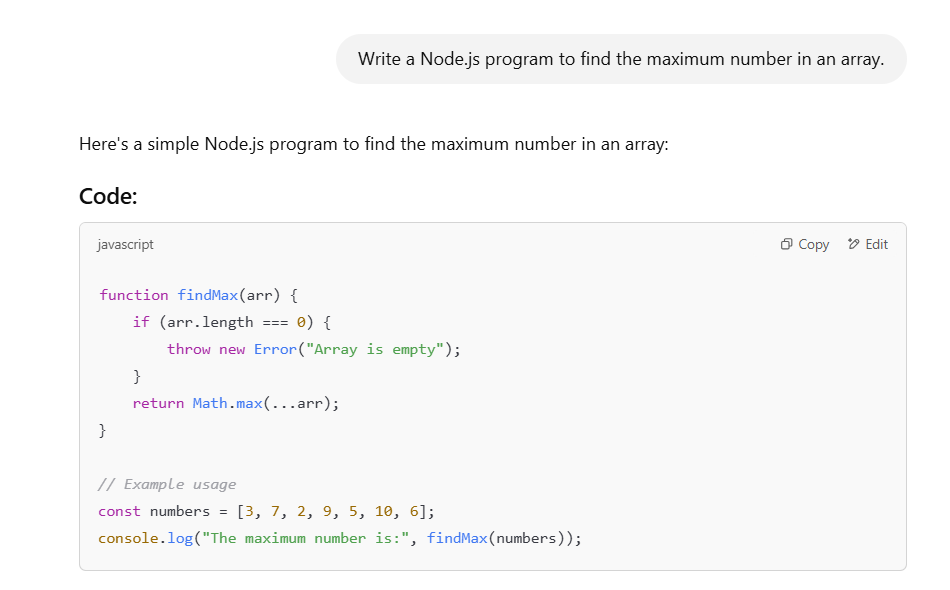 Write a Node.js program to find the maximum number in an array.
Here's a simple Node.js program to find the maximum number in an array:
Code:
javascript Copy Edit
function findMax(arr) {
    if (arr.length === 0) {
        throw new Error("Array is empty");
    }
    return Math.max(...arr);
}

// Example usage
const numbers = [3, 7, 2, 9, 5, 10, 6];
console.log("The maximum number is:", findMax(numbers));